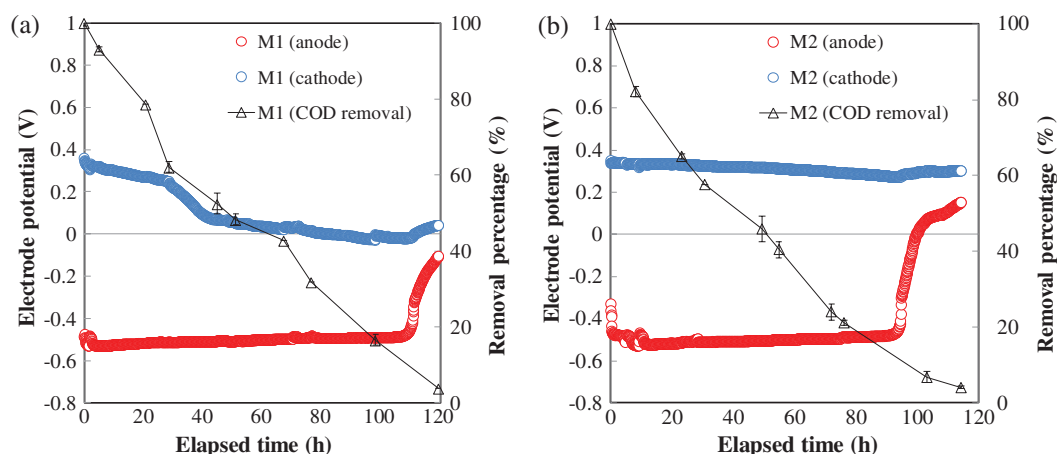 (a)
M1 (anode)
M1 (cathode)
M1 (COD removal)
Electrode potential (V)
1
0.8
0.6
0.4
0.2
0
-0.2
-0.4
-0.6
-0.8
Removal percentage (%)
100
80
60
40
20
0
0 20 40 60 80 100 120
Elapsed time (h)
(b)
M2 (anode)
M2 (cathode)
M2 (COD removal)
Electrode potential (V)
1
0.8
0.6
0.4
0.2
0
-0.2
-0.4
-0.6
-0.8
Removal percentage (%)
100
80
60
40
20
0
0 20 40 60 80 100 120
Elapsed time (h)